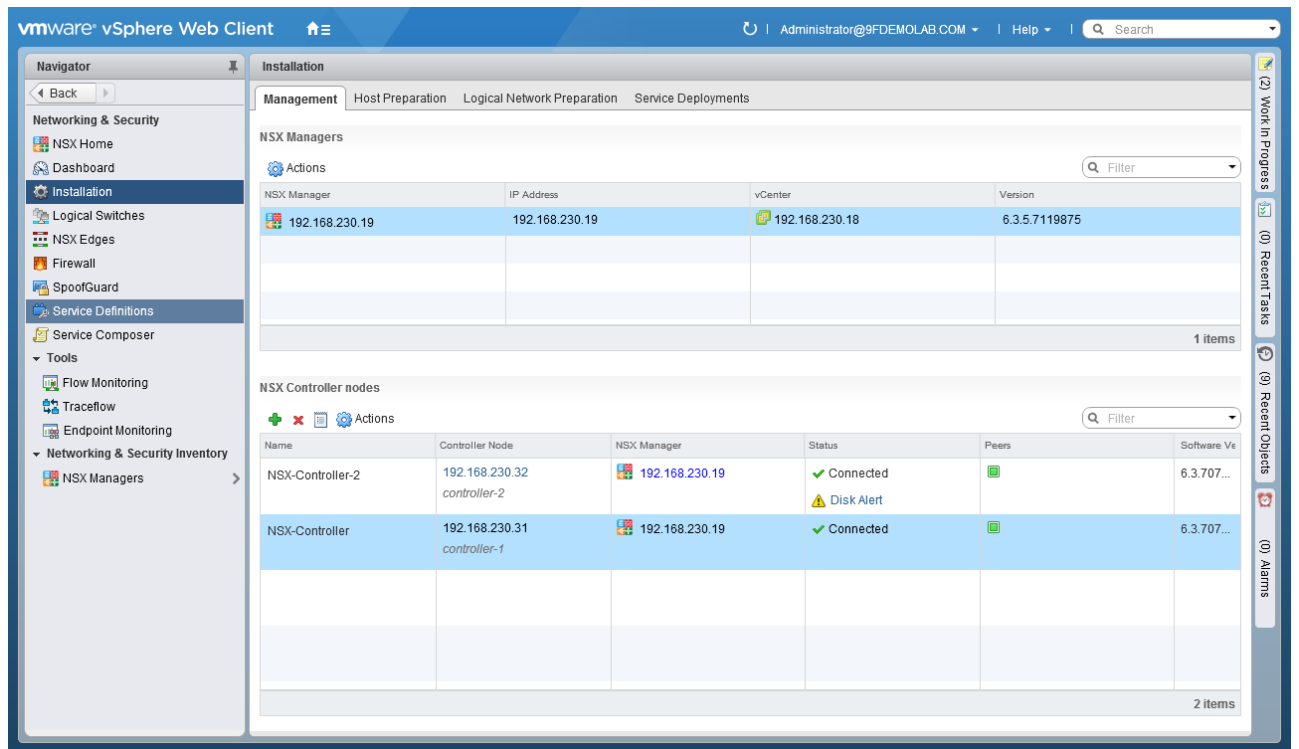 vmware® vSphere Web Client
Administrator@9FDEMOLAB.COM
Help
Search
Navigator
Back
Networking & Security
NSX Home
Dashboard
Installation
Logical Switches
NSX Edges
Firewall
SpoofGuard
Service Definitions
Service Composer
Tools
Flow Monitoring
Traceflow
Endpoint Monitoring
Networking & Security Inventory
NSX Managers
Installation
Management Host Preparation Logical Network Preparation Service Deployments
NSX Managers
Actions
Filter
NSX Manager IP Address vCenter Version
192.168.230.19 192.168.230.19 192.168.230.18 6.3.5.7119875
1 items
NSX Controller nodes
Actions
Filter
Name Controller Node NSX Manager Status Peers Software Ve
NSX-Controller-2 192.168.230.32 192.168.230.19 Connected 6.3.707...
controller-2 Disk Alert
NSX-Controller 192.168.230.31 192.168.230.19 Connected 6.3.707...
controller-1
2 items
(2) Work In Progress
(0) Recent Tasks
(9) Recent Objects
(0) Alarms